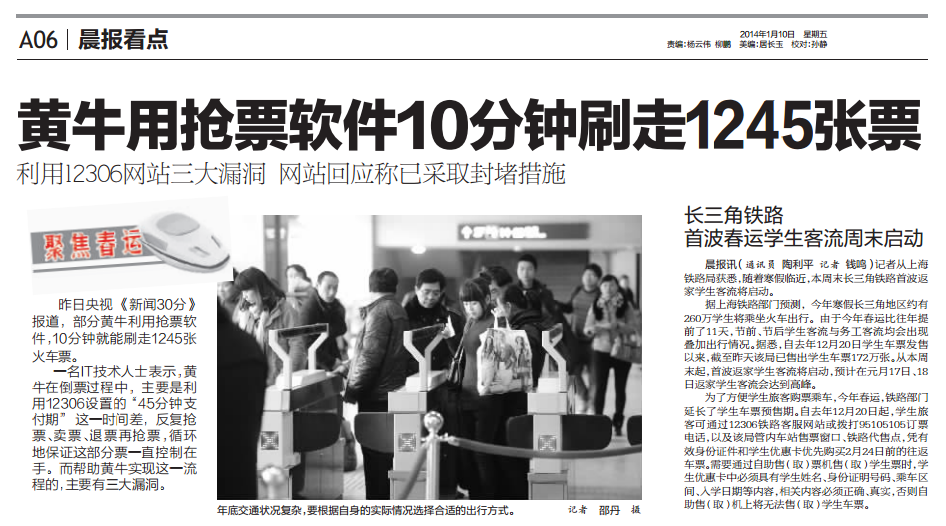 A06 晨报看点
2014年1月10日 星期五
责编:杨云伟 柳鹏 美编:居长玉 校对:孙静
黄牛用抢票软件10分钟刷走1245张票
利用12306网站三大漏洞 网站回应称已采取封堵措施
聚焦春运
昨日央视《新闻30分》
报道，部分黄牛利用抢票软
件，10分钟就能刷走1245张
火车票。
一名IT技术人士表示，黄
牛在倒票过程中，主要是利
用12306设置的“45分钟支
付期”这一时间差，反复抢
票、卖票、退票再抢票，循环
地保证这部分票一直控制在
手。而帮助黄牛实现这一流
程的，主要有三大漏洞。
年底交通状况复杂，要根据自身的实际情况选择合适的出行方式。 记者 邵丹 摄
长三角铁路
首波春运学生客流周末启动
晨报讯（通讯员 陶利平 记者 钱鸣）记者从上海
铁路局获悉，随着寒假临近，本周末长三角铁路首波返
家学生客流将启动。
据上海铁路部门预测，今年寒假长三角地区约有
260万学生将乘坐火车出行。由于今年春运比往年提
前了11天，节前、节后学生客流与务工客流均会出现
叠加出行情况。据悉，自去年12月20日学生车票发售
以来，截至昨天该局已售出学生车票172万张。从本周
末起，首波返家学生客流将启动，预计在元月17日、18
日返家学生客流会达到高峰。
为了方便学生旅客购票乘车，今年春运，铁路部门
延长了学生车票预售期。自去年12月20日起，学生旅
客可通过12306铁路客服网站或拨打95105105订票
电话，以及该局管内车站售票窗口、铁路代售点，凭有
效身份证件和学生优惠卡优先购买2月24日前的往返
车票。需要通过自助售（取）票机售（取）学生票时，学
生优惠卡中必须具有学生姓名、身份证明号码、乘车区
间、入学日期等内容，相关内容必须正确、真实，否则自
助售（取）机上将无法售（取）学生车票。